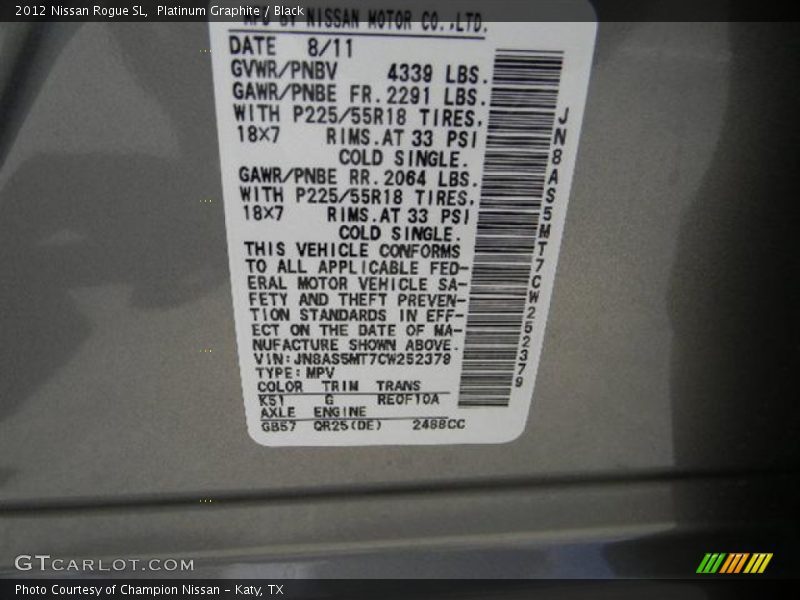 2012 Nissan Rogue SL, Platinum Graphite / Black
MFD BY NISSAN MOTOR CO.,LTD.
DATE 8/11
GVWR/PNBV 4339 LBS.
GAWR/PNBE FR. 2291 LBS.
WITH P225/55R18 TIRES,
18X7 RIMS.AT 33 PSI
COLD SINGLE.
GAWR/PNBE RR. 2064 LBS.
WITH P225/55R18 TIRES,
18X7 RIMS.AT 33 PSI
COLD SINGLE.
THIS VEHICLE CONFORMS
TO ALL APPLICABLE FED-
ERAL MOTOR VEHICLE SA-
FETY AND THEFT PREVEN-
TION STANDARDS IN EFF-
ECT ON THE DATE OF MA-
NUFACTURE SHOWN ABOVE.
VIN:JN8AS5MT7CW252379
TYPE:MPV
COLOR TRIM TRANS
K51 G RE0F10A
AXLE ENGINE
GB57 QR25(DE) 2488CC
JN8AS5MT7CW252379
GTCARLOT.COM
Photo Courtesy of Champion Nissan - Katy, TX